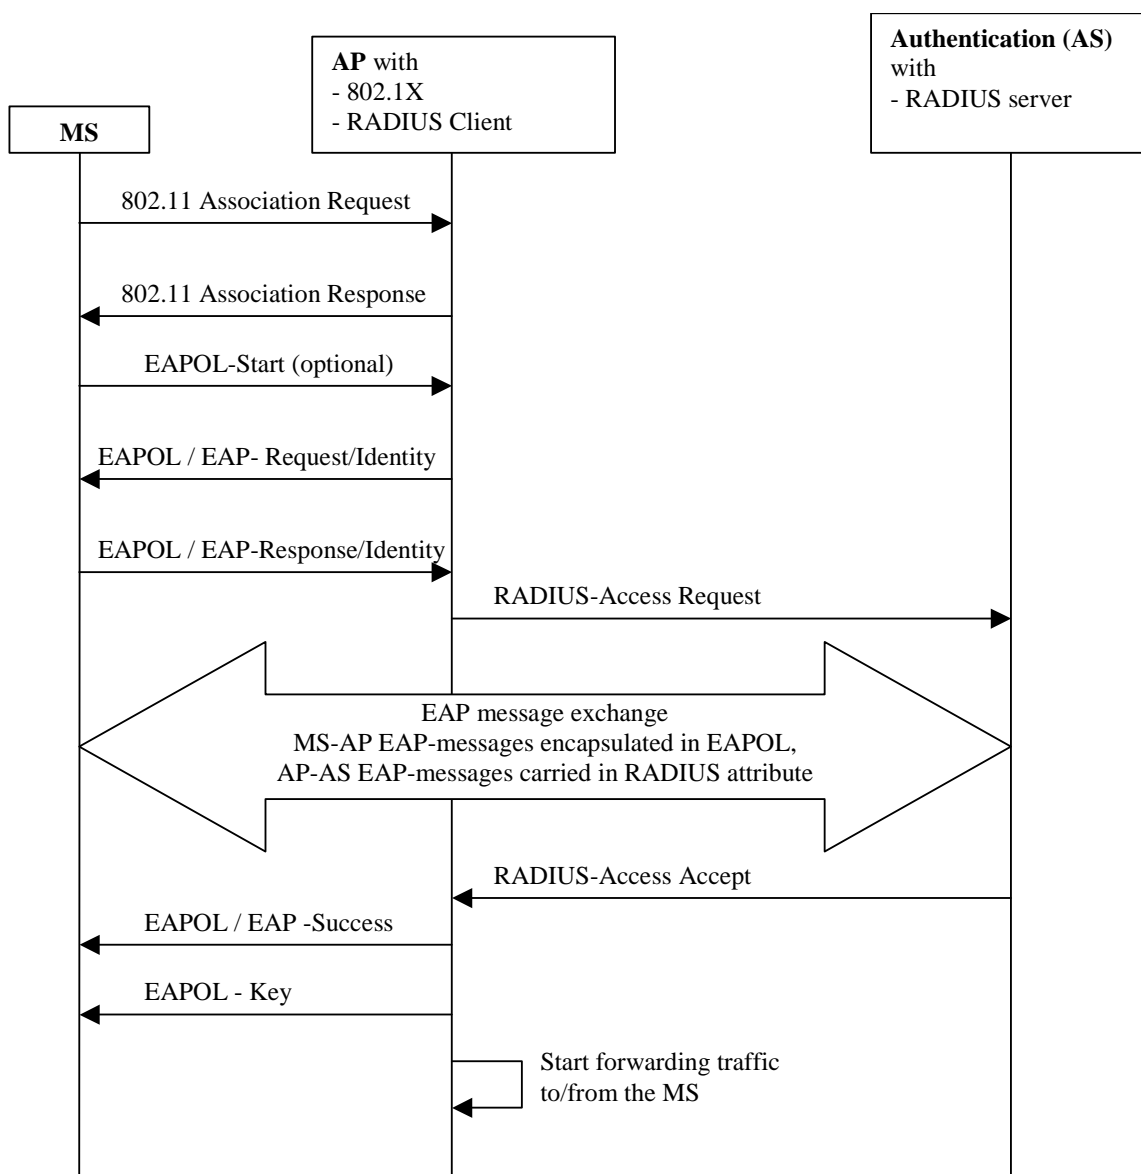 MS
AP with
- 802.1X
- RADIUS Client
Authentication (AS)
with
- RADIUS server
802.11 Association Request
802.11 Association Response
EAPOL-Start (optional)
EAPOL / EAP- Request/Identity
EAPOL / EAP-Response/Identity
RADIUS-Access Request
EAP message exchange
MS-AP EAP-messages encapsulated in EAPOL,
AP-AS EAP-messages carried in RADIUS attribute
RADIUS-Access Accept
EAPOL / EAP -Success
EAPOL - Key
Start forwarding traffic
to/from the MS